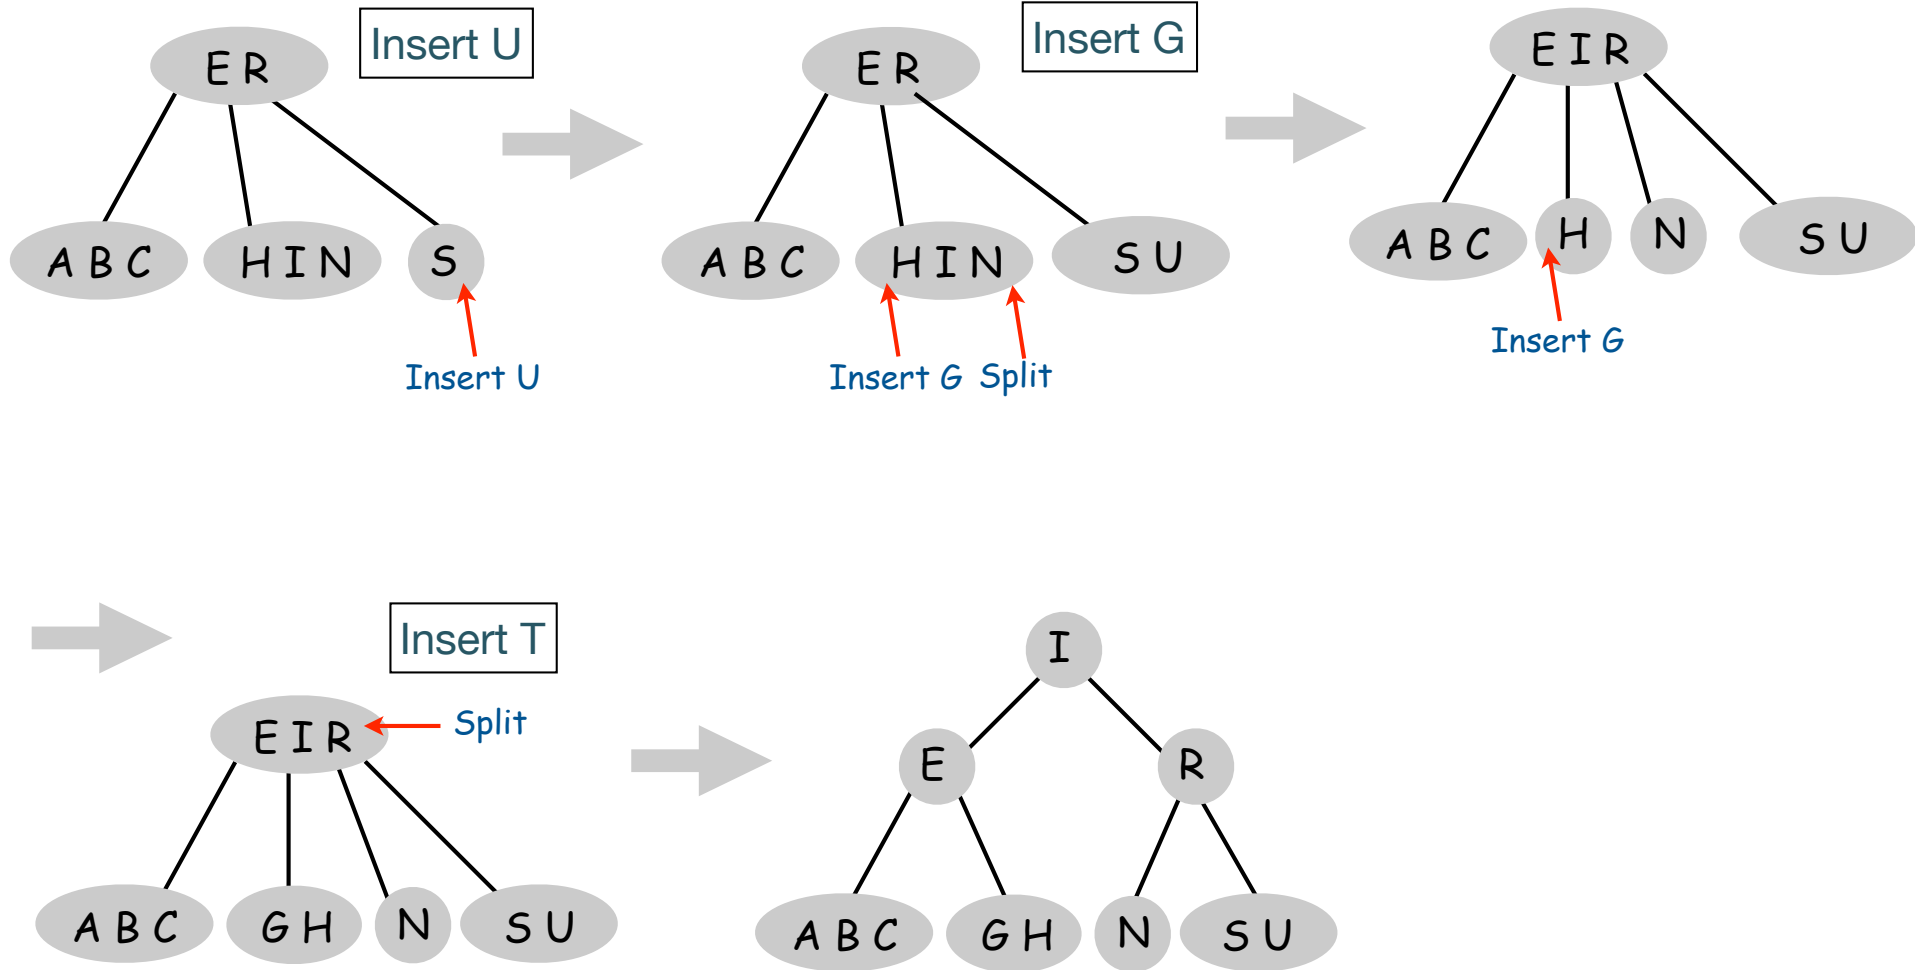 Insert U
E R
A B C
H I N
S
Insert U
Insert G
E R
A B C
H I N
S U
Insert G
Split
E I R
A B C
H
N
S U
Insert G
Insert T
E I R
Split
A B C
G H
N
S U
I
E
R
A B C
G H
N
S U